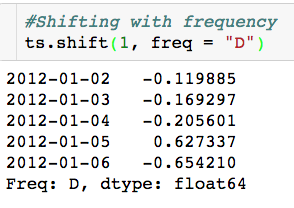 #Shifting with frequency
ts.shift(1, freq = "D")
2012-01-02   -0.119885
2012-01-03   -0.169297
2012-01-04   -0.205601
2012-01-05    0.627337
2012-01-06   -0.654210
Freq: D, dtype: float64